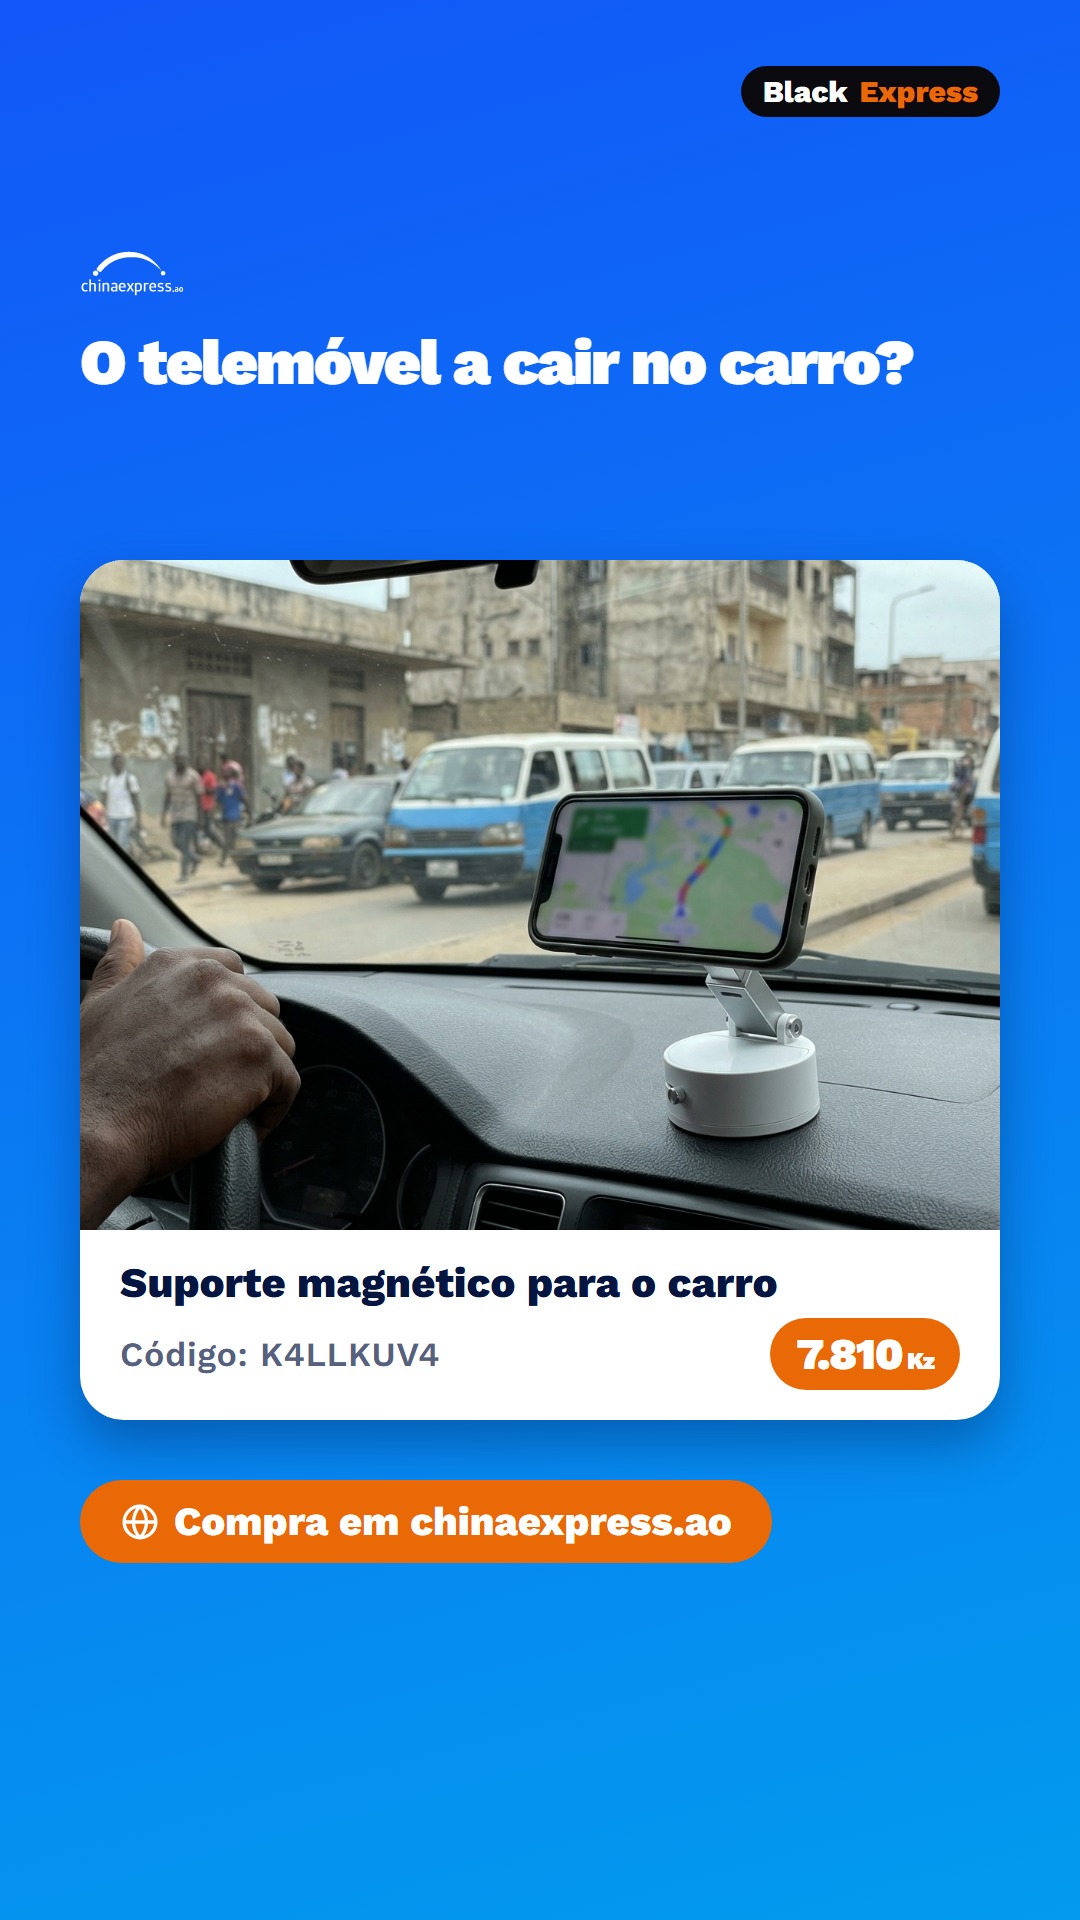 Black Express
chinaexpress.ao
O telemóvel a cair no carro?
Suporte magnético para o carro
Código: K4LLKUV4
7.810 Kz
Compra em chinaexpress.ao